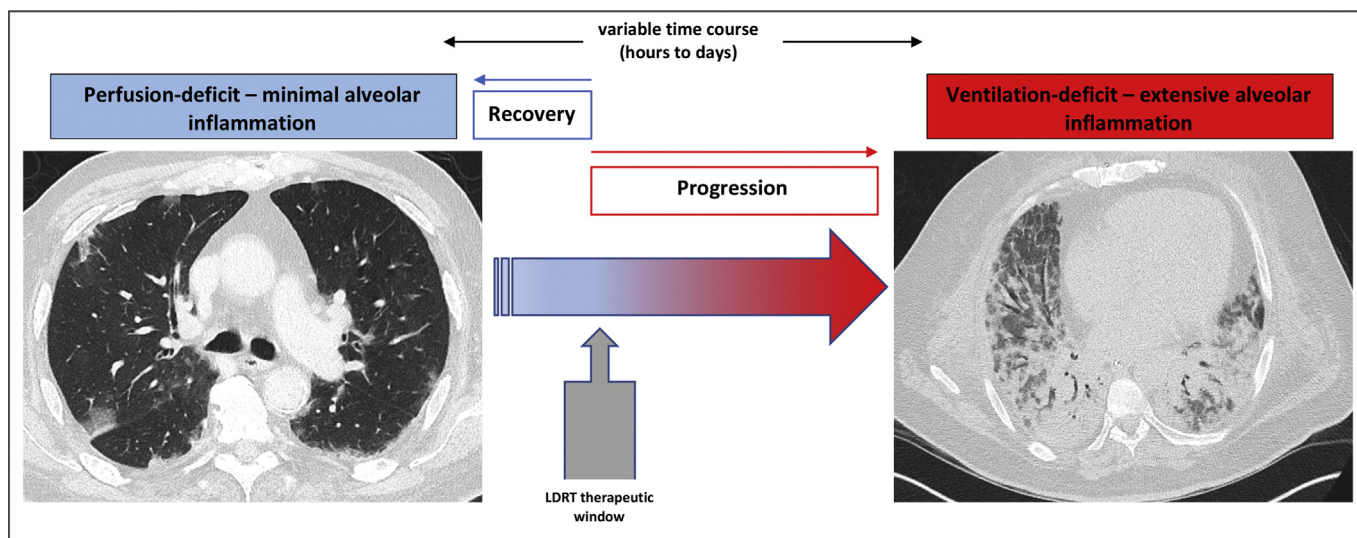 variable time course
(hours to days)
Perfusion-deficit – minimal alveolar
inflammation
Recovery
Ventilation-deficit – extensive alveolar
inflammation
Progression
LDRT therapeutic
window